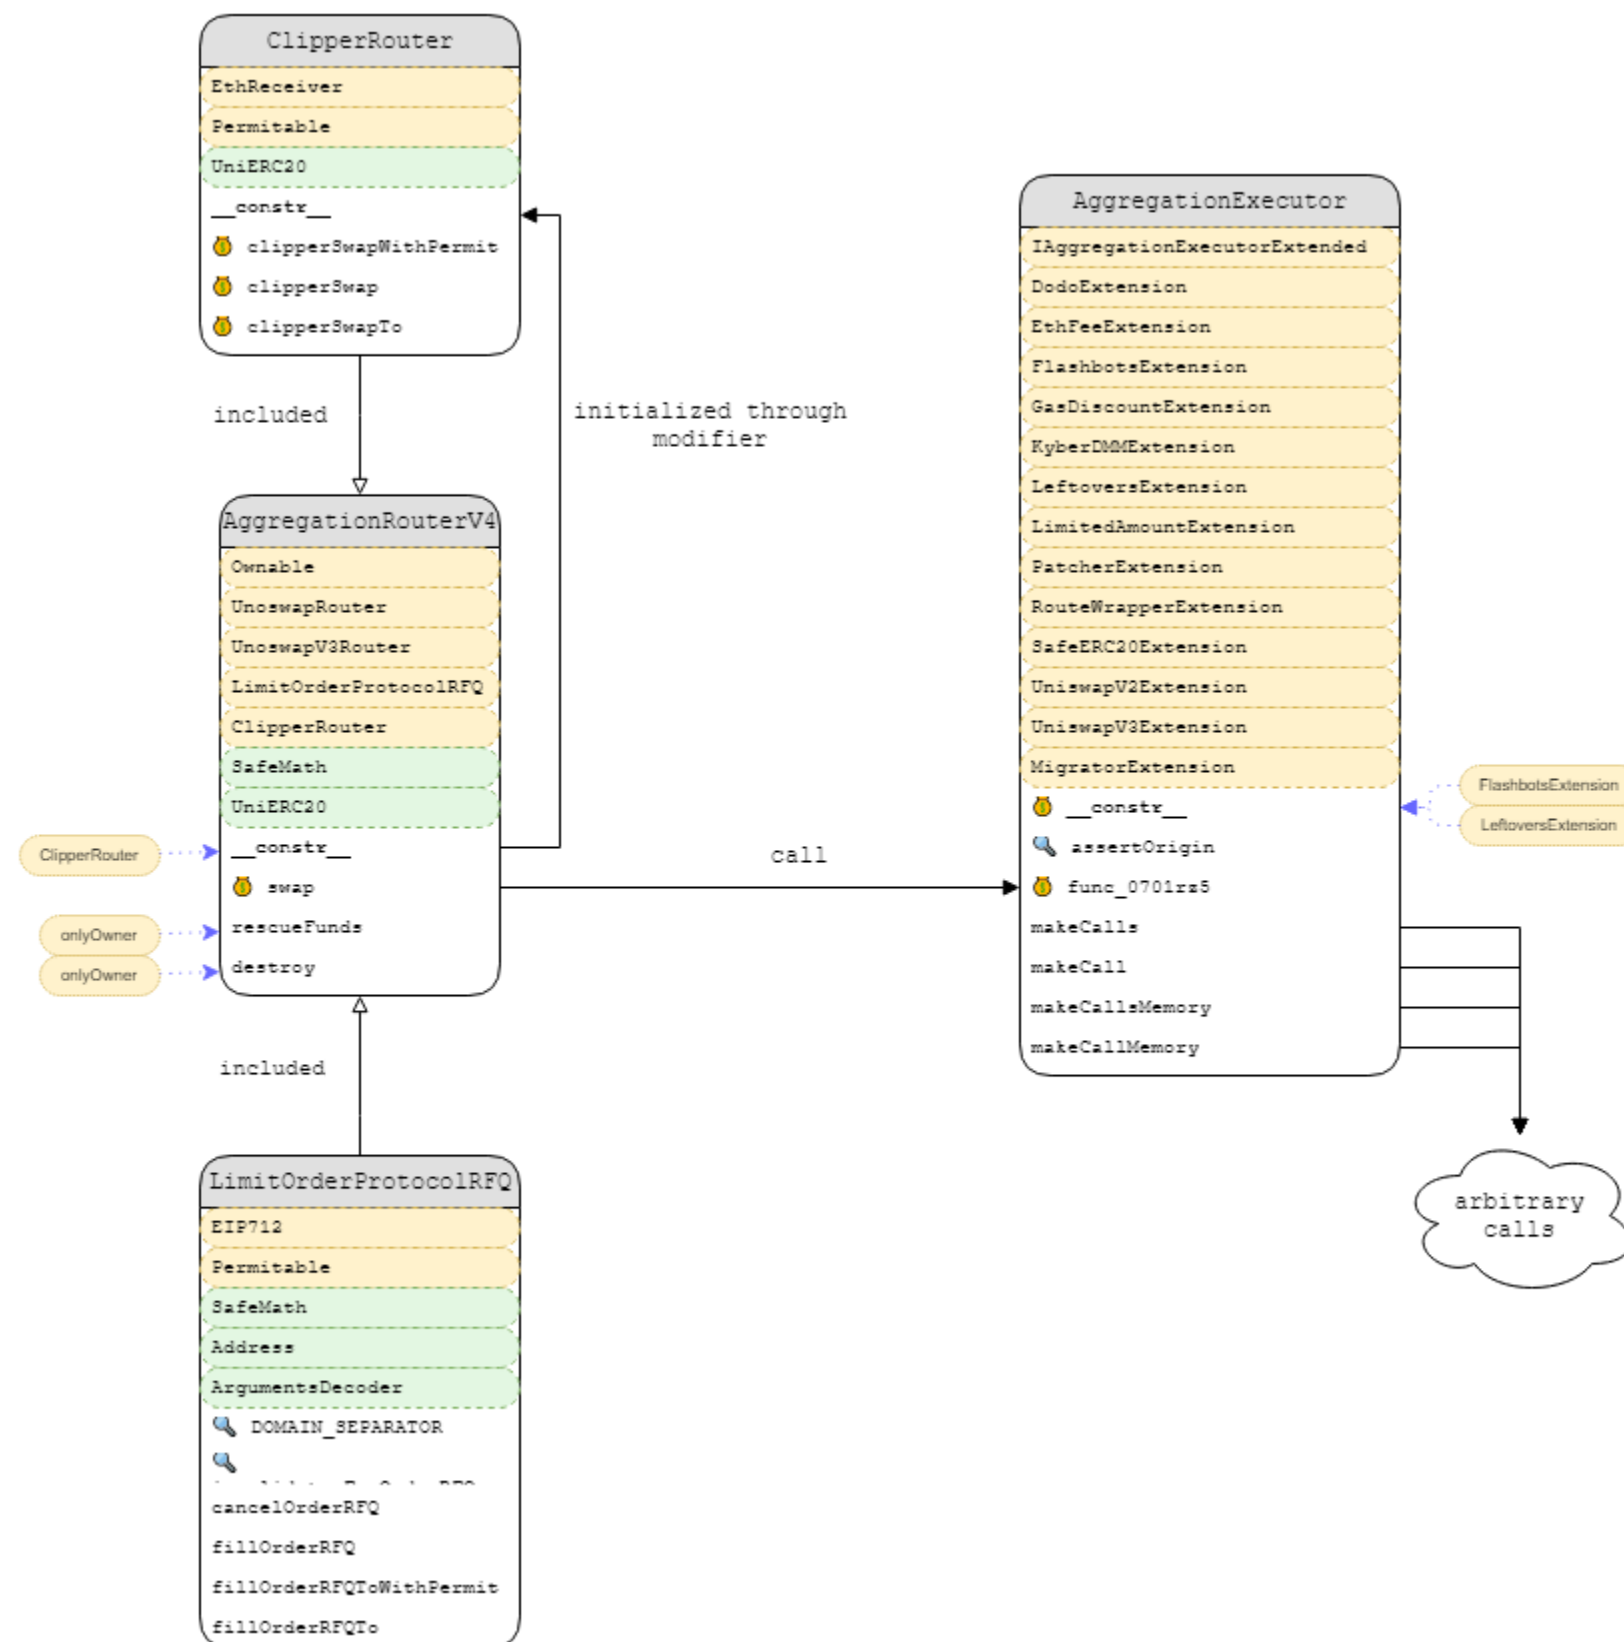 ClipperRouter
EthReceiver
Permitable
UniERC20
__constr__
clipperSwapWithPermit
clipperSwap
clipperSwapTo
included
initialized through
modifier
AggregationRouterV4
Ownable
UnoswapRouter
UnoswapV3Router
LimitOrderProtocolRFQ
ClipperRouter
SafeMath
UniERC20
__constr__
swap
rescueFunds
destroy
ClipperRouter
onlyOwner
onlyOwner
call
included
LimitOrderProtocolRFQ
EIP712
Permitable
SafeMath
Address
ArgumentsDecoder
DOMAIN_SEPARATOR
cancelOrderRFQ
fillOrderRFQ
fillOrderRFQToWithPermit
fillOrderRFQTo
AggregationExecutor
IAggregationExecutorExtended
DodoExtension
EthFeeExtension
FlashbotsExtension
GasDiscountExtension
KyberDMMExtension
LeftoversExtension
LimitedAmountExtension
PatcherExtension
RouteWrapperExtension
SafeERC20Extension
UniswapV2Extension
UniswapV3Extension
MigratorExtension
__constr__
assertOrigin
func_0701rs5
makeCalls
makeCall
makeCallsMemory
makeCallMemory
FlashbotsExtension
LeftoversExtension
arbitrary
calls